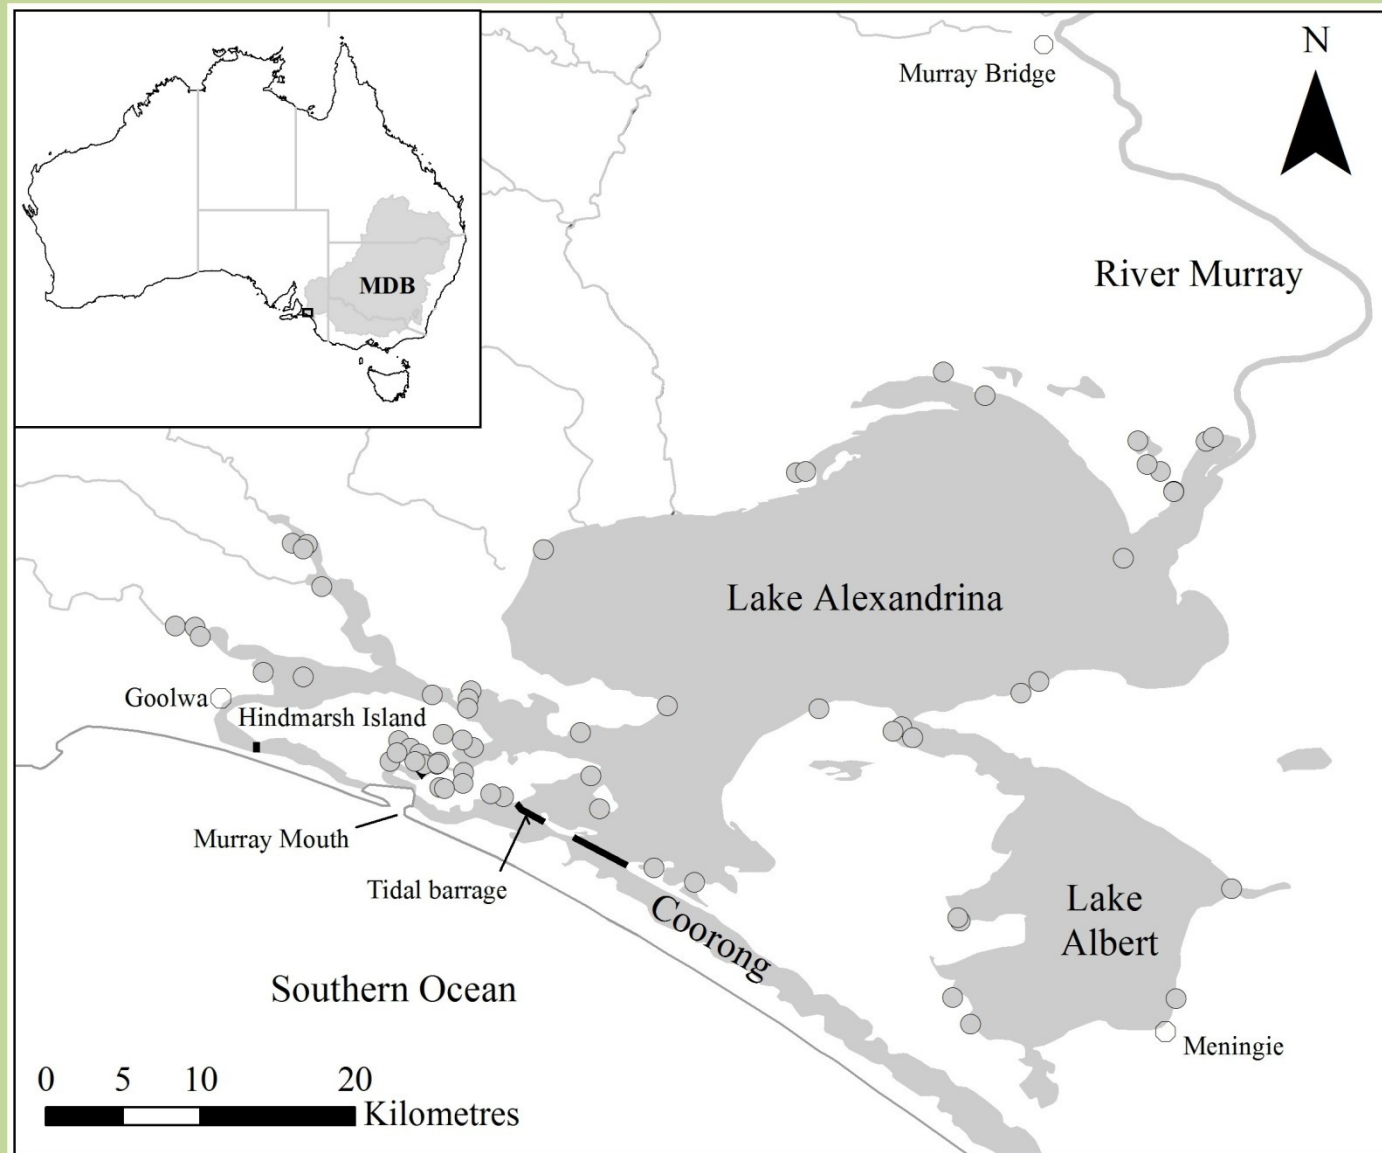 Murray Bridge
N
MDB
River Murray
Lake Alexandrina
Goolwa
Hindmarsh Island
Murray Mouth
Tidal barrage
Coorong
Lake
Albert
Southern Ocean
Meningie
0 5 10 20
Kilometres